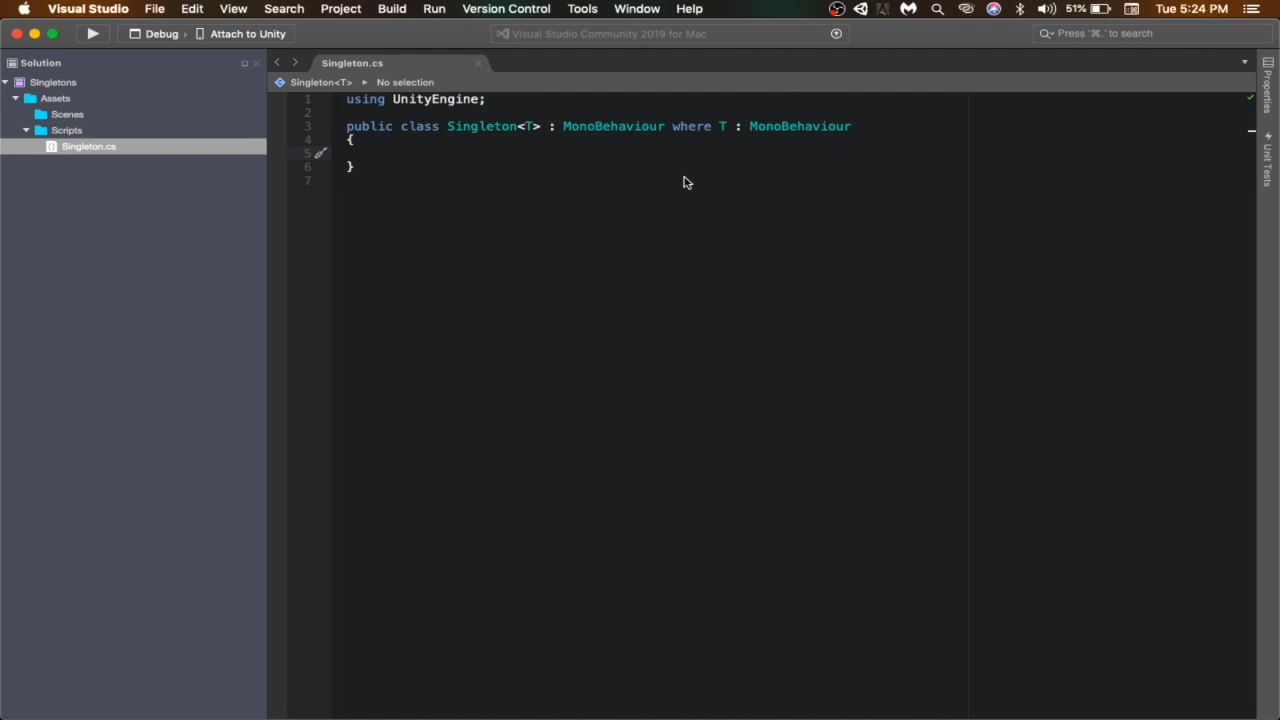 Visual Studio File Edit View Search Project Build Run Version Control Tools Window Help 51% Tue 5:24 PM
Debug Attach to Unity Visual Studio Community 2019 for Mac Press ‘⌘.’ to search
Solution
SIngletons
Assets
Scenes
Scripts
Singleton.cs
Singleton.cs
Singleton<T> No selection
1 using UnityEngine;
2
3 public class Singleton<T> : MonoBehaviour where T : MonoBehaviour
4 {
5
6 }
7
Properties
Unit Tests